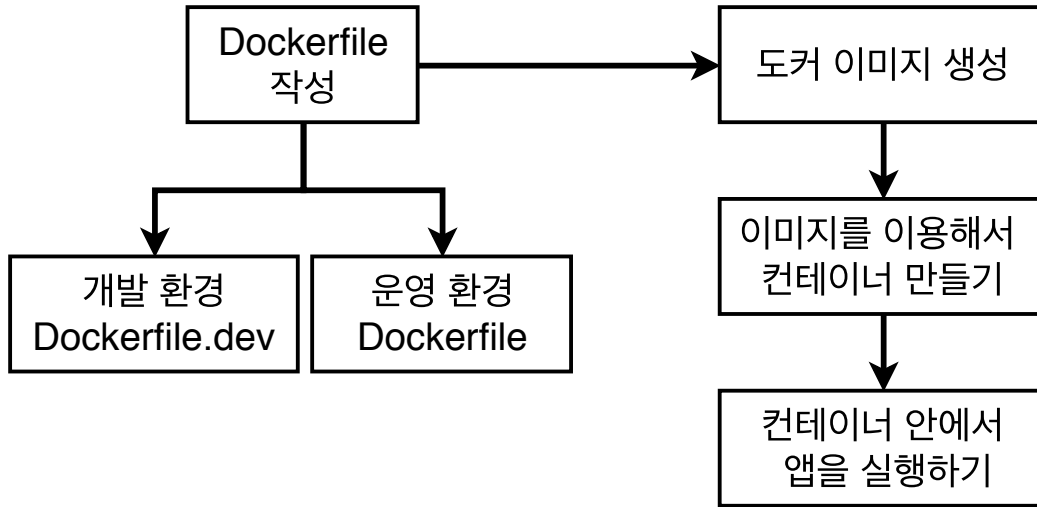 Dockerfile
작성
도커 이미지 생성
개발 환경
Dockerfile.dev
운영 환경
Dockerfile
이미지를 이용해서
컨테이너 만들기
컨테이너 안에서
앱을 실행하기